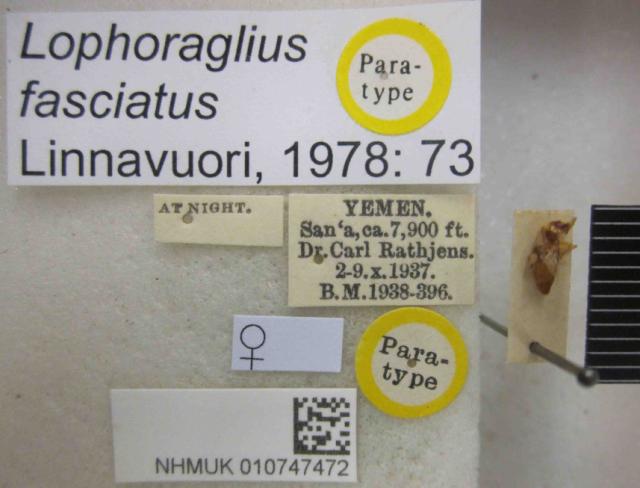 Lophoraglius
fasciatus
Linnavuori, 1978: 73
Para-
type
AT NIGHT.
YEMEN.
San‘a, ca. 7,900 ft.
Dr. Carl Rathjens.
2-9.x.1937.
B.M.1938-396.
♀
Para-
type
NHMUK 010747472